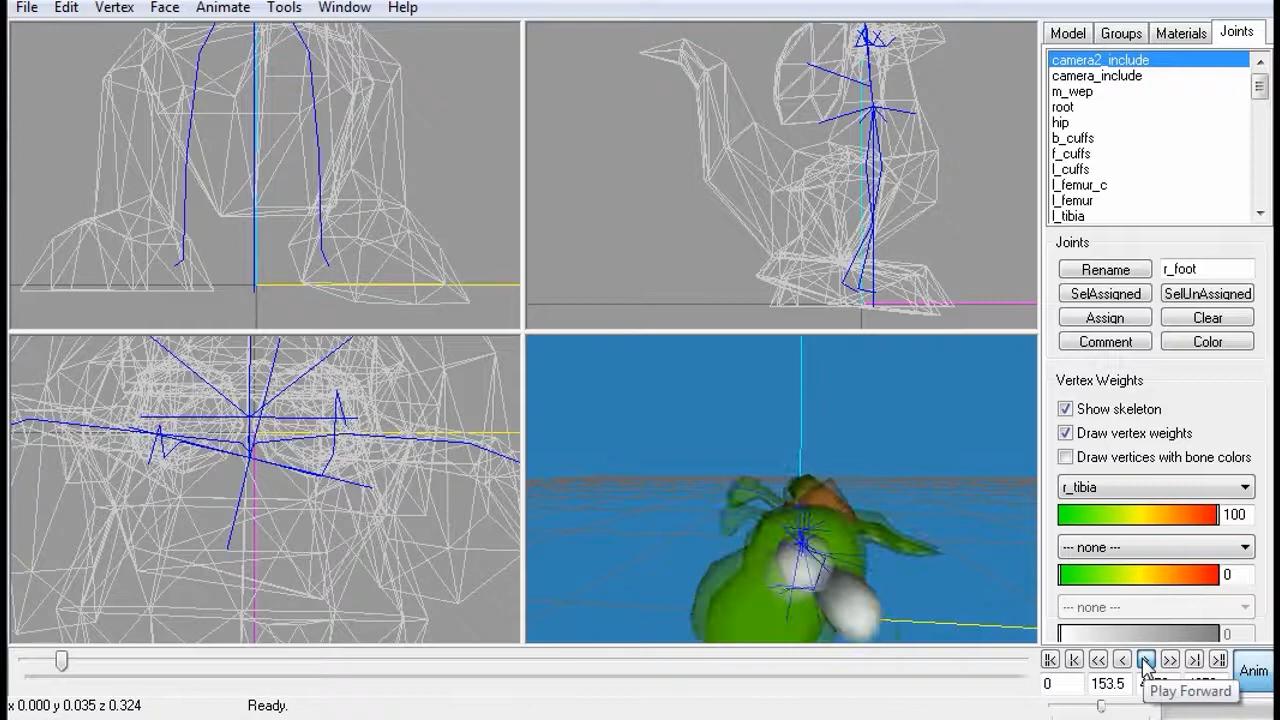 File Edit Vertex Face Animate Tools Window Help
Model Groups Materials Joints
camera2_include
camera_include
m_wep
root
hip
b_cuffs
f_cuffs
l_cuffs
l_femur_c
l_femur
l_tibia
Joints
Rename r_foot
SelAssigned SelUnAssigned
Assign Clear
Comment Color
Vertex Weights
Show skeleton
Draw vertex weights
Draw vertices with bone colors
r_tibia
100
--- none ---
0
--- none ---
0
Anim
0 153.5
Play Forward
x 0.000 y 0.035 z 0.324 Ready.